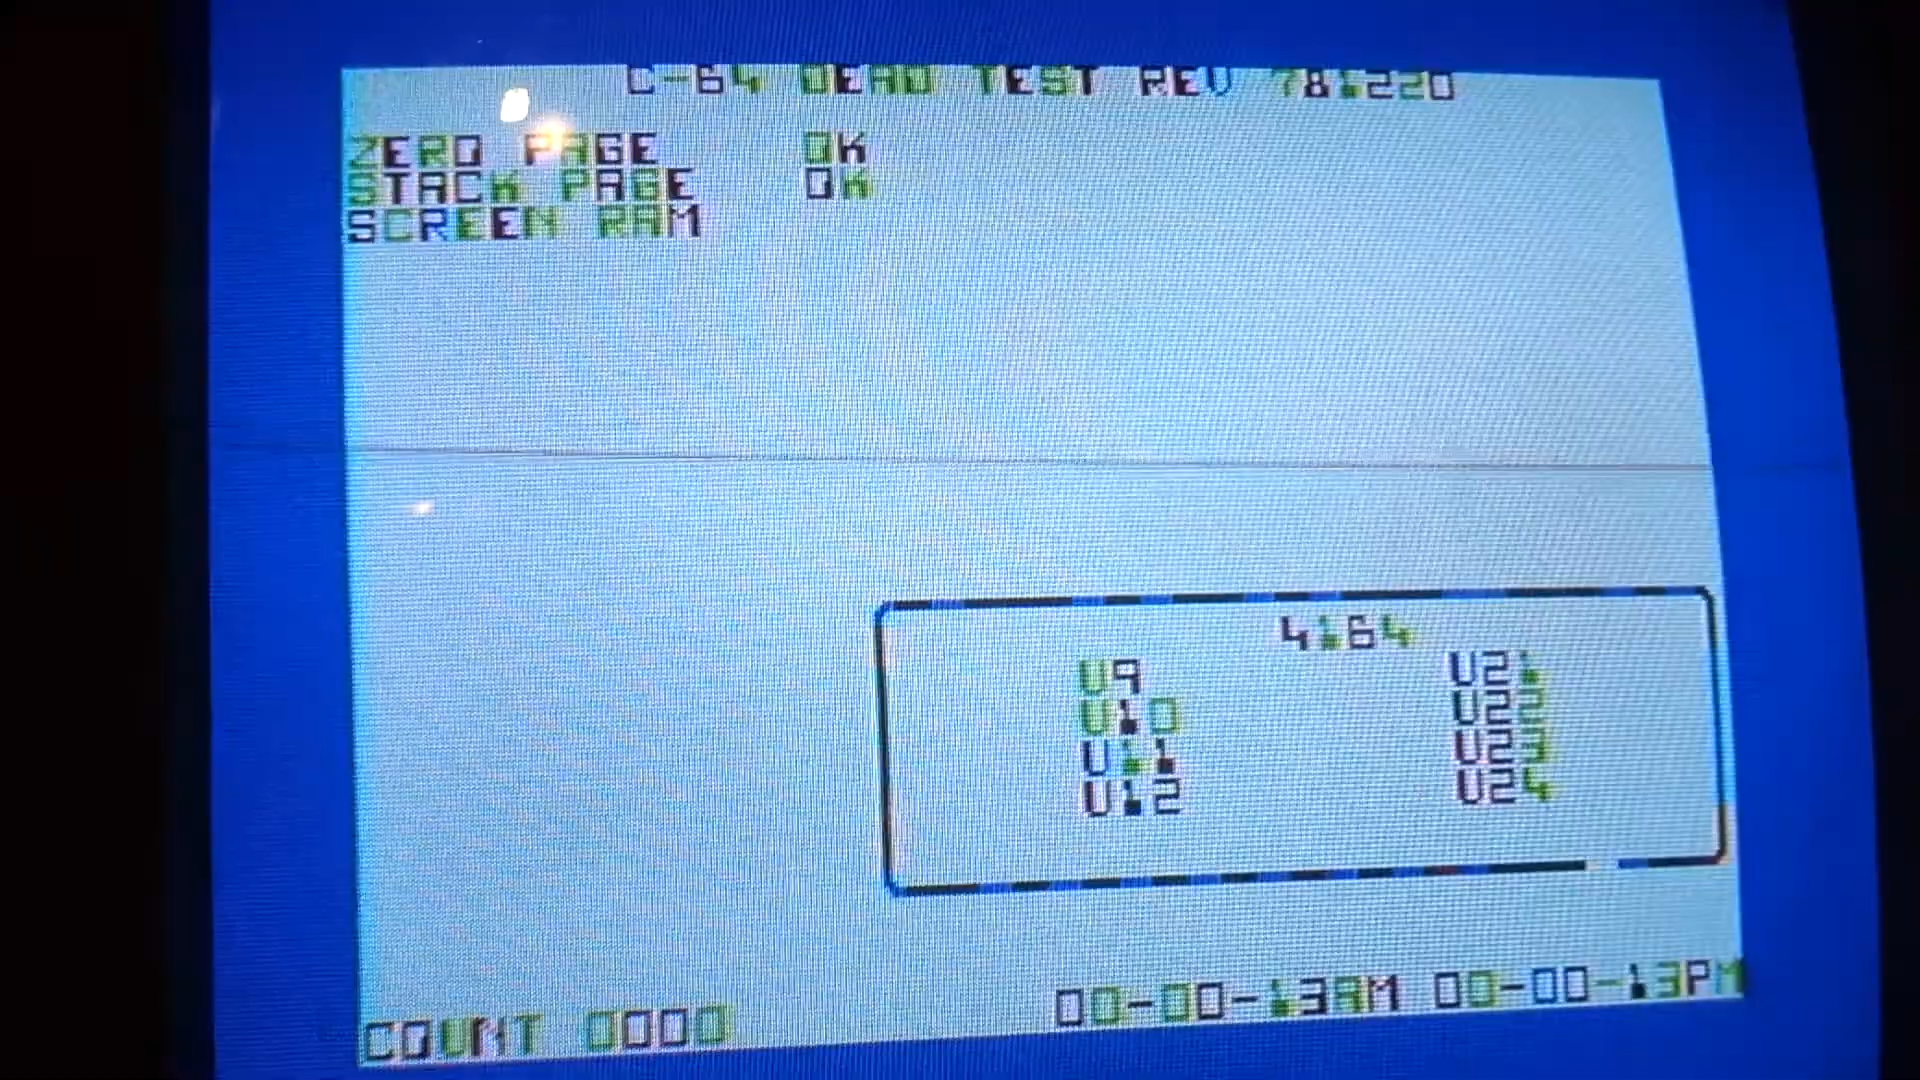 C-64 DEAD TEST REV 781220
ZERO PAGE OK
STACK PAGE OK
SCREEN RAM
4164
U9 U21
U10 U22
U11 U23
U12 U24
COUNT 0000 00-00-13AM 00-00-13PM